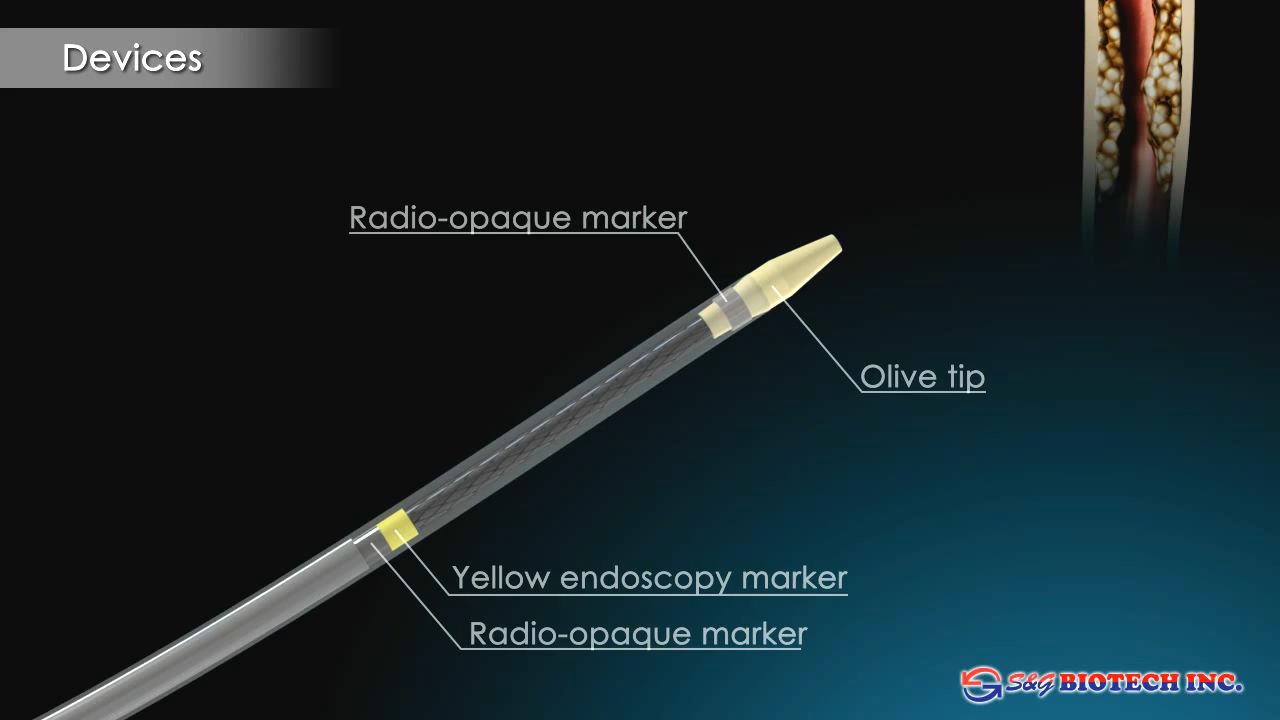 Devices
Radio-opaque marker
Olive tip
Yellow endoscopy marker
Radio-opaque marker
S&G BIOTECH INC.